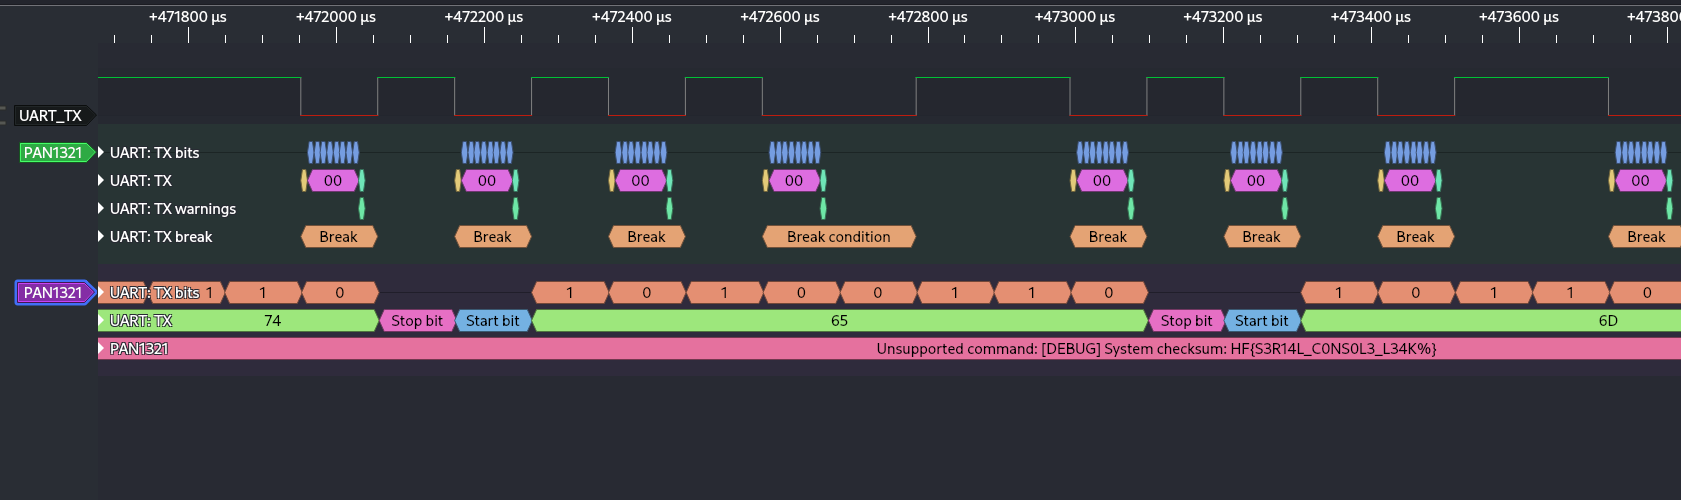 +471800 µs +472000 µs +472200 µs +472400 µs +472600 µs +472800 µs +473000 µs +473200 µs +473400 µs +473600 µs +473800
UART_TX
PAN1321 UART: TX bits
UART: TX 00 00 00 00 00 00 00 00
UART: TX warnings
UART: TX break Break Break Break Break condition Break Break Break Break
PAN1321 UART: TX bits 1 1 0 1 0 1 0 0 1 1 0 1 0 1 1 0
UART: TX 74 Stop bit Start bit 65 Stop bit Start bit 6D
PAN1321 Unsupported command: [DEBUG] System checksum: HF{S3R14L_C0NS0L3_L34K%}